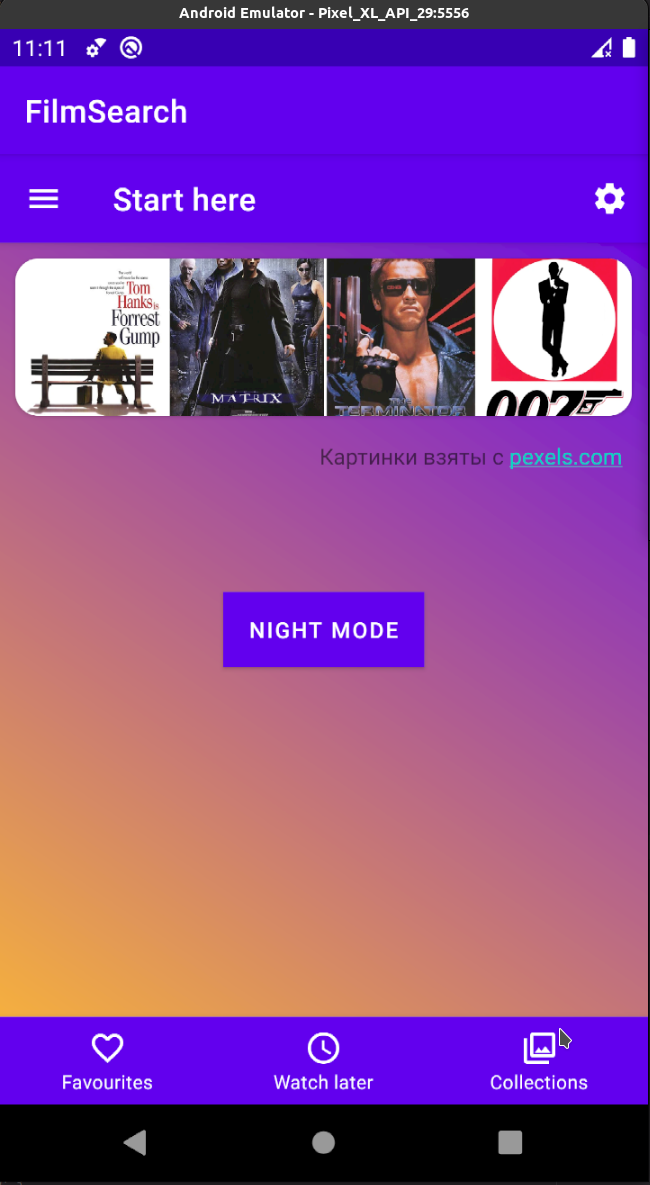 Android Emulator - Pixel_XL_API_29:5556
11:11
FilmSearch
Start here
Tom
Hanks is
Forrest
Gump
MATRIX
THE
TERMINATOR
007
Картинки взяты с pexels.com
NIGHT MODE
Favourites
Watch later
Collections